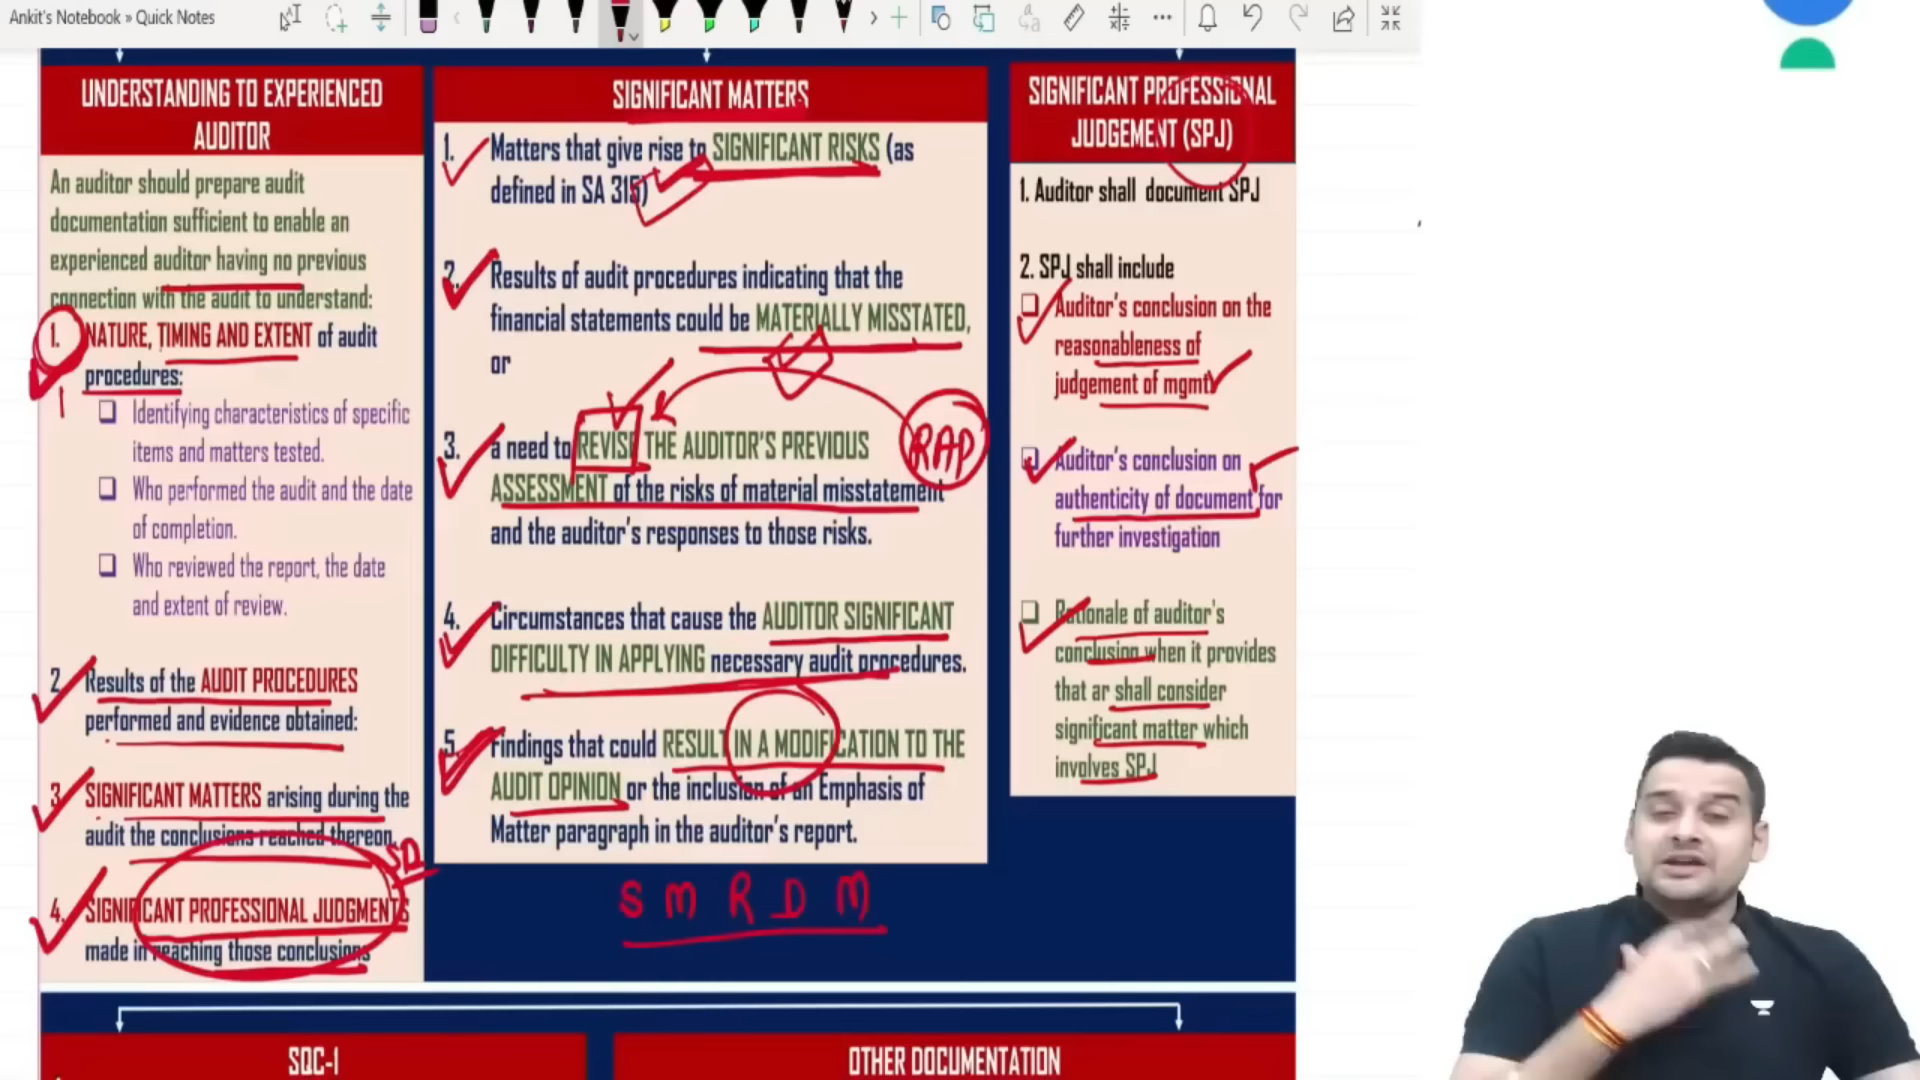 Ankit's Notebook » Quick Notes
UNDERSTANDING TO EXPERIENCED
AUDITOR
An auditor should prepare audit
documentation sufficient to enable an
experienced auditor having no previous
connection with the audit to understand:
1. NATURE, TIMING AND EXTENT of audit
procedures:
❑ Identifying characteristics of specific
items and matters tested.
❑ Who performed the audit and the date
of completion.
❑ Who reviewed the report, the date
and extent of review.
2. Results of the AUDIT PROCEDURES
performed and evidence obtained:
3. SIGNIFICANT MATTERS arising during the
audit the conclusions reached thereon.
SD
4. SIGNIFICANT PROFESSIONAL JUDGMENTS
made in reaching those conclusions
SIGNIFICANT MATTERS
1. Matters that give rise to SIGNIFICANT RISKS (as
defined in SA 315)
2. Results of audit procedures indicating that the
financial statements could be MATERIALLY MISSTATED,
or
3. a need to REVISE THE AUDITOR'S PREVIOUS
RAP
ASSESSMENT of the risks of material misstatement
and the auditor's responses to those risks.
4. Circumstances that cause the AUDITOR SIGNIFICANT
DIFFICULTY IN APPLYING necessary audit procedures.
5. Findings that could RESULT IN A MODIFICATION TO THE
AUDIT OPINION or the inclusion of an Emphasis of
Matter paragraph in the auditor's report.
S M R D M
SIGNIFICANT PROFESSIONAL
JUDGEMENT (SPJ)
1. Auditor shall document SPJ
2. SPJ shall include
❑ Auditor's conclusion on the
reasonableness of
judgement of mgmt
❑ Auditor's conclusion on
authenticity of document for
further investigation
❑ Rationale of auditor's
conclusion when it provides
that ar shall consider
significant matter which
involves SPJ
SQC-1
OTHER DOCUMENTATION